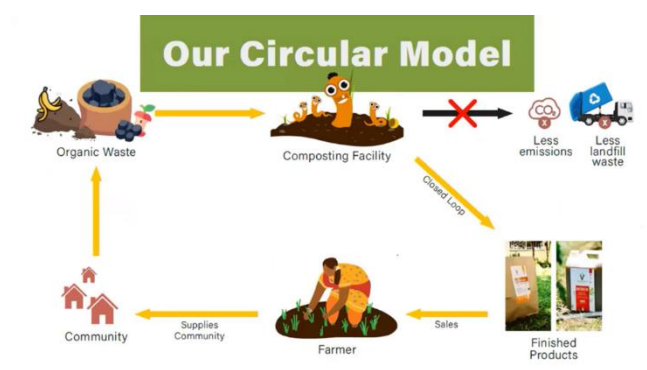 Our Circular Model
Organic Waste
Composting Facility
Less
emissions
Less
landfill
waste
Closed Loop
Community
Supplies
Community
Farmer
Sales
Finished
Products